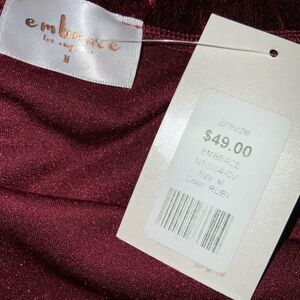 embrace
los angeles
M
Breeze
$49.00
EMBRACE
Size: M
Color: RUBY